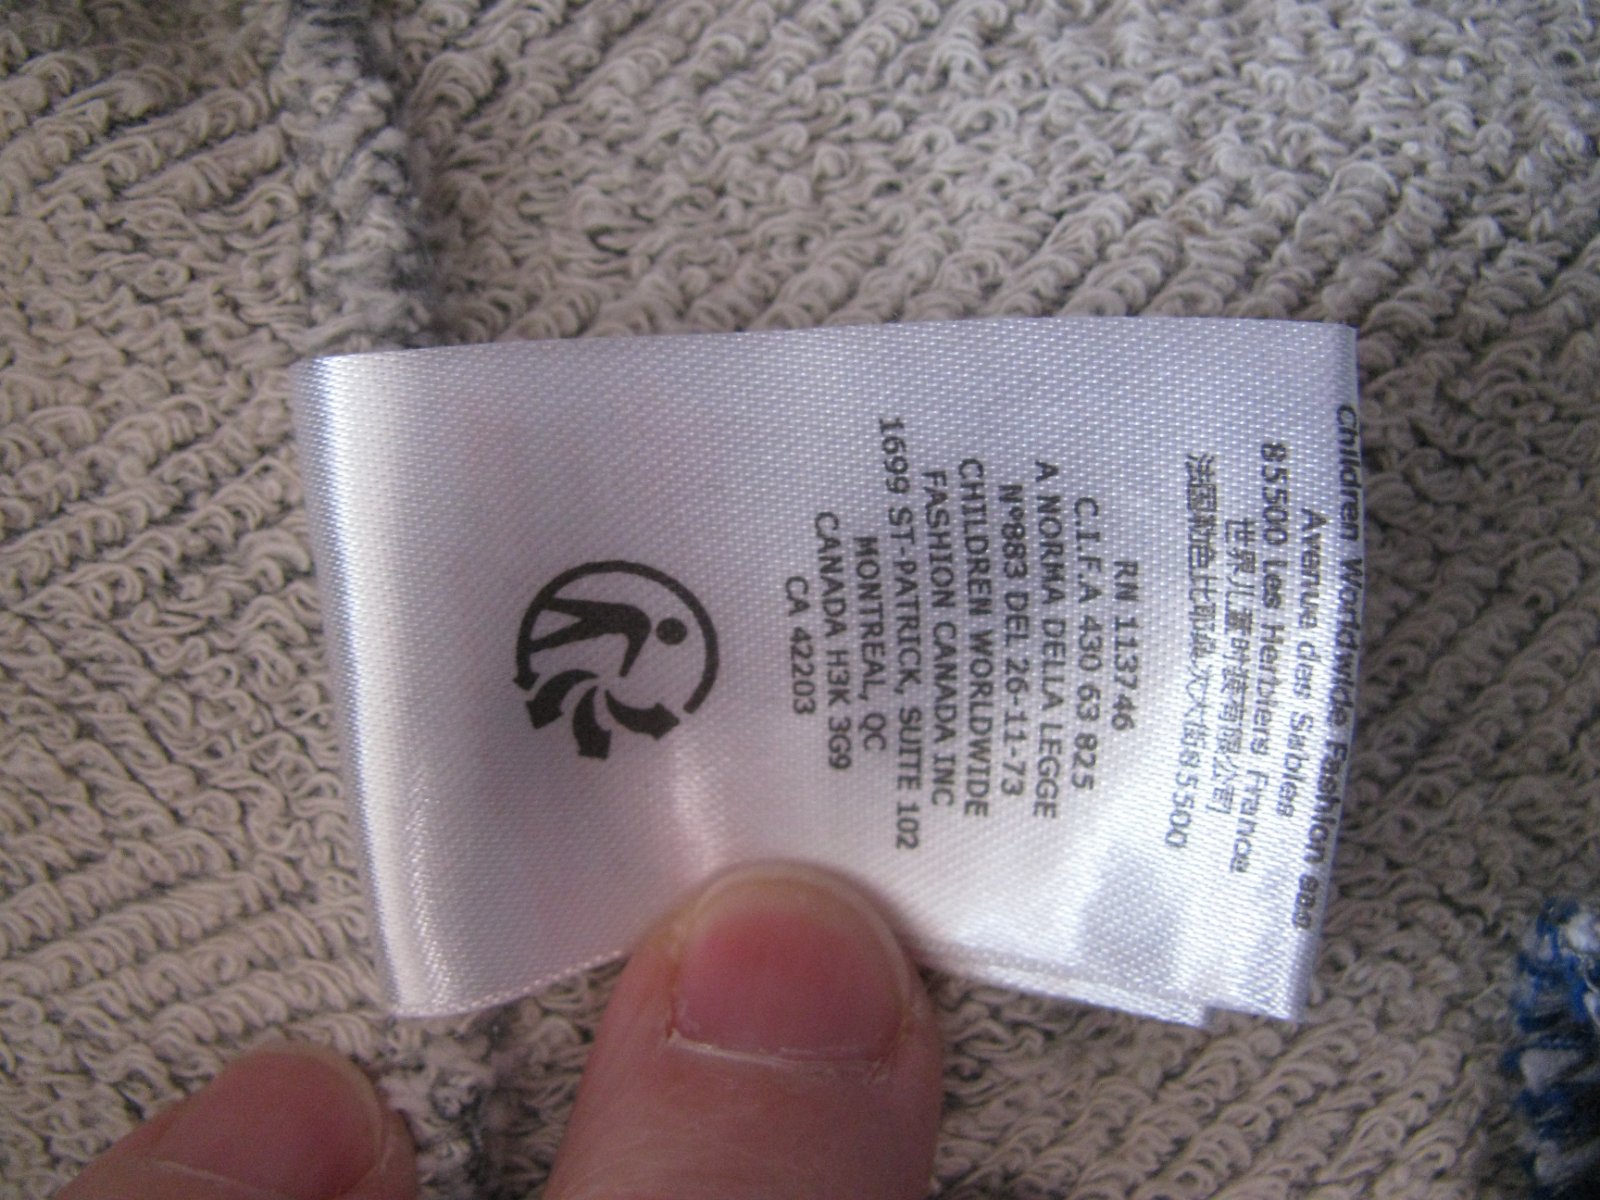 Children Worldwide Fashion sas
Avenue des Sables
85500 Les Herbiers France
世界儿童时装有限公司
85500
RN 113746
C.I.F.A 430 63 825
A NORMA DELLA LEGGE
Nº883 DEL 26-11-73
CHILDREN WORLDWIDE
FASHION CANADA INC
1699 ST-PATRICK, SUITE 102
MONTREAL, QC
CANADA H3K 3G9
CA 42203